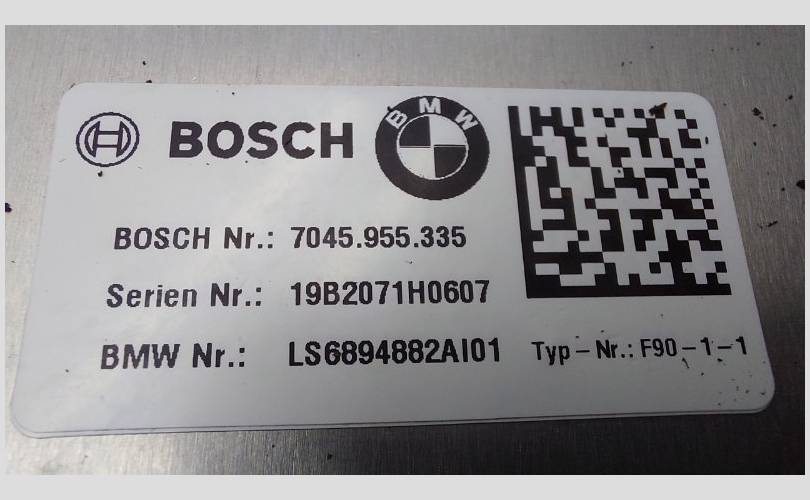 BOSCH BMW
BOSCH Nr.: 7045.955.335
Serien Nr.: 19B2071H0607
BMW Nr.: LS6894882AI01 Typ-Nr.: F90-1-1